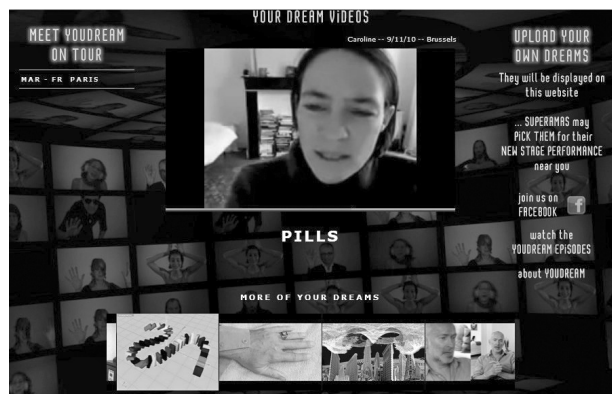 YOUR DREAM ViDEOS
MEET YOUDREAM
ON TOUR
MAR - FR PARIS
Caroline -- 9/11/10 -- Brussels
UPLOAD YOUR
OWN DREAMS
They will be displayed on
this website
... SUPERAMAS may
PiCK THEM for their
NEW STAGE PERFORMANCE
near you
join us on
FACEBOOK
f
watch the
YOUDREAM EPiSODES
about YOUDREAM
PILLS
MORE OF YOUR DREAMS